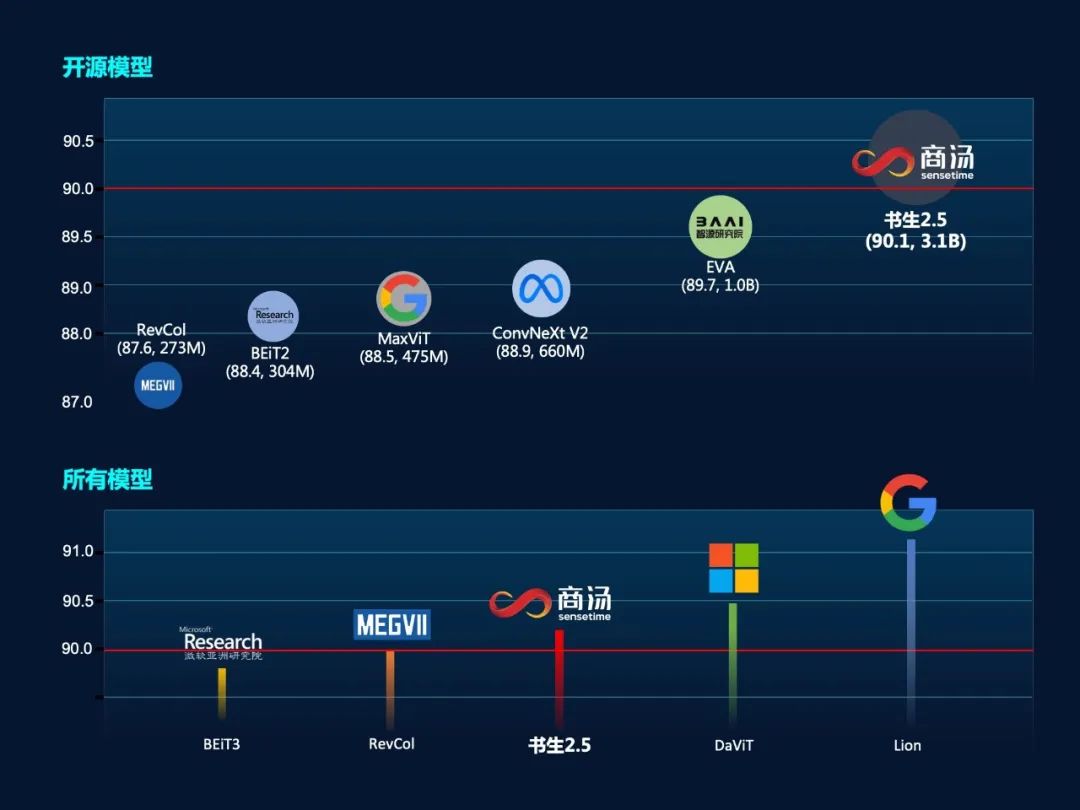 开源模型
90.5
90.0
89.5
89.0
88.0
87.0
RevCol
(87.6, 273M)
MEGVII
Microsoft
Research
微软亚洲研究院
BEiT2
(88.4, 304M)
MaxViT
(88.5, 475M)
ConvNeXt V2
(88.9, 660M)
BAAI
智源研究院
EVA
(89.7, 1.0B)
商汤
sensetime
书生2.5
(90.1, 3.1B)
所有模型
91.0
90.5
90.0
Microsoft
Research
微软亚洲研究院
MEGVII
商汤
sensetime
BEiT3
RevCol
书生2.5
DaViT
Lion